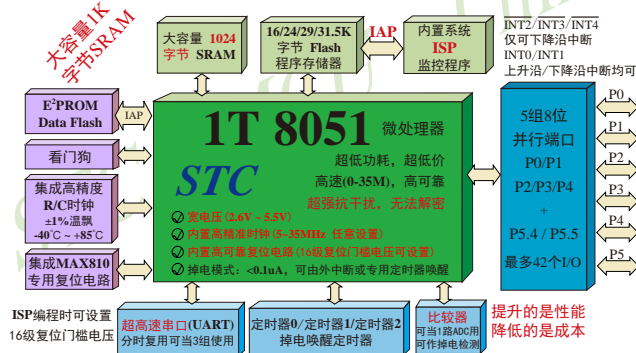 大容量1K
字节SRAM
大容量 1024
字节 SRAM
16/24/29/31.5K
字节 Flash
程序存储器
IAP
内置系统
ISP
监控程序
INT2/INT3/INT4
仅可下降沿中断
INT0/INT1
上升沿/下降沿中断均可
E²PROM
Data Flash
IAP
看门狗
集成高精度
R/C时钟
±1%温飘
-40℃ ~ +85℃
集成MAX810
专用复位电路
1T 8051 微处理器
STC
超低功耗，超低价
高速(0-35M)，高可靠
超强抗干扰，无法解密
宽电压(2.6V ~ 5.5V)
内置高精准时钟(5~35MHz 任意设置)
内置高可靠复位电路(16级复位门槛电压可设置)
掉电模式：<0.1uA，可由外中断或专用定时器唤醒
5组8位
并行端口
P0/P1
P2/P3/P4
+
P5.4 / P5.5
最多42个I/O
P0
P1
P2
P3
P4
P5
ISP编程时可设置
16级复位门槛电压
超高速串口(UART)
分时复用可当3组使用
定时器0/定时器1/定时器2
掉电唤醒定时器
比较器
可当1路ADC用
可作掉电检测
提升的是性能
降低的是成本